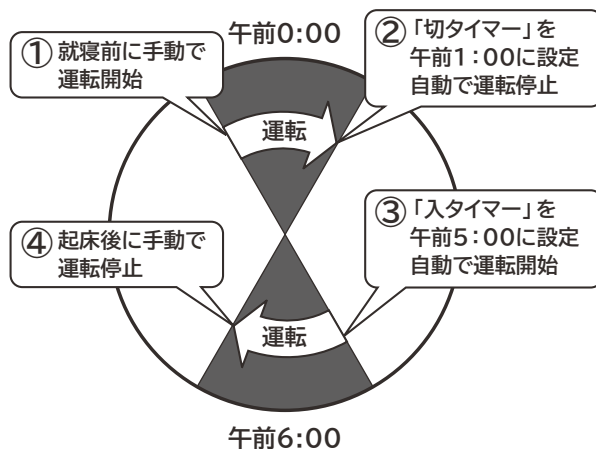 午前0:00
① 就寝前に手動で
運転開始
② 「切タイマー」を
午前1：00に設定
自動で運転停止
運転
③ 「入タイマー」を
午前5：00に設定
自動で運転開始
④ 起床後に手動で
運転停止
運転
午前6:00